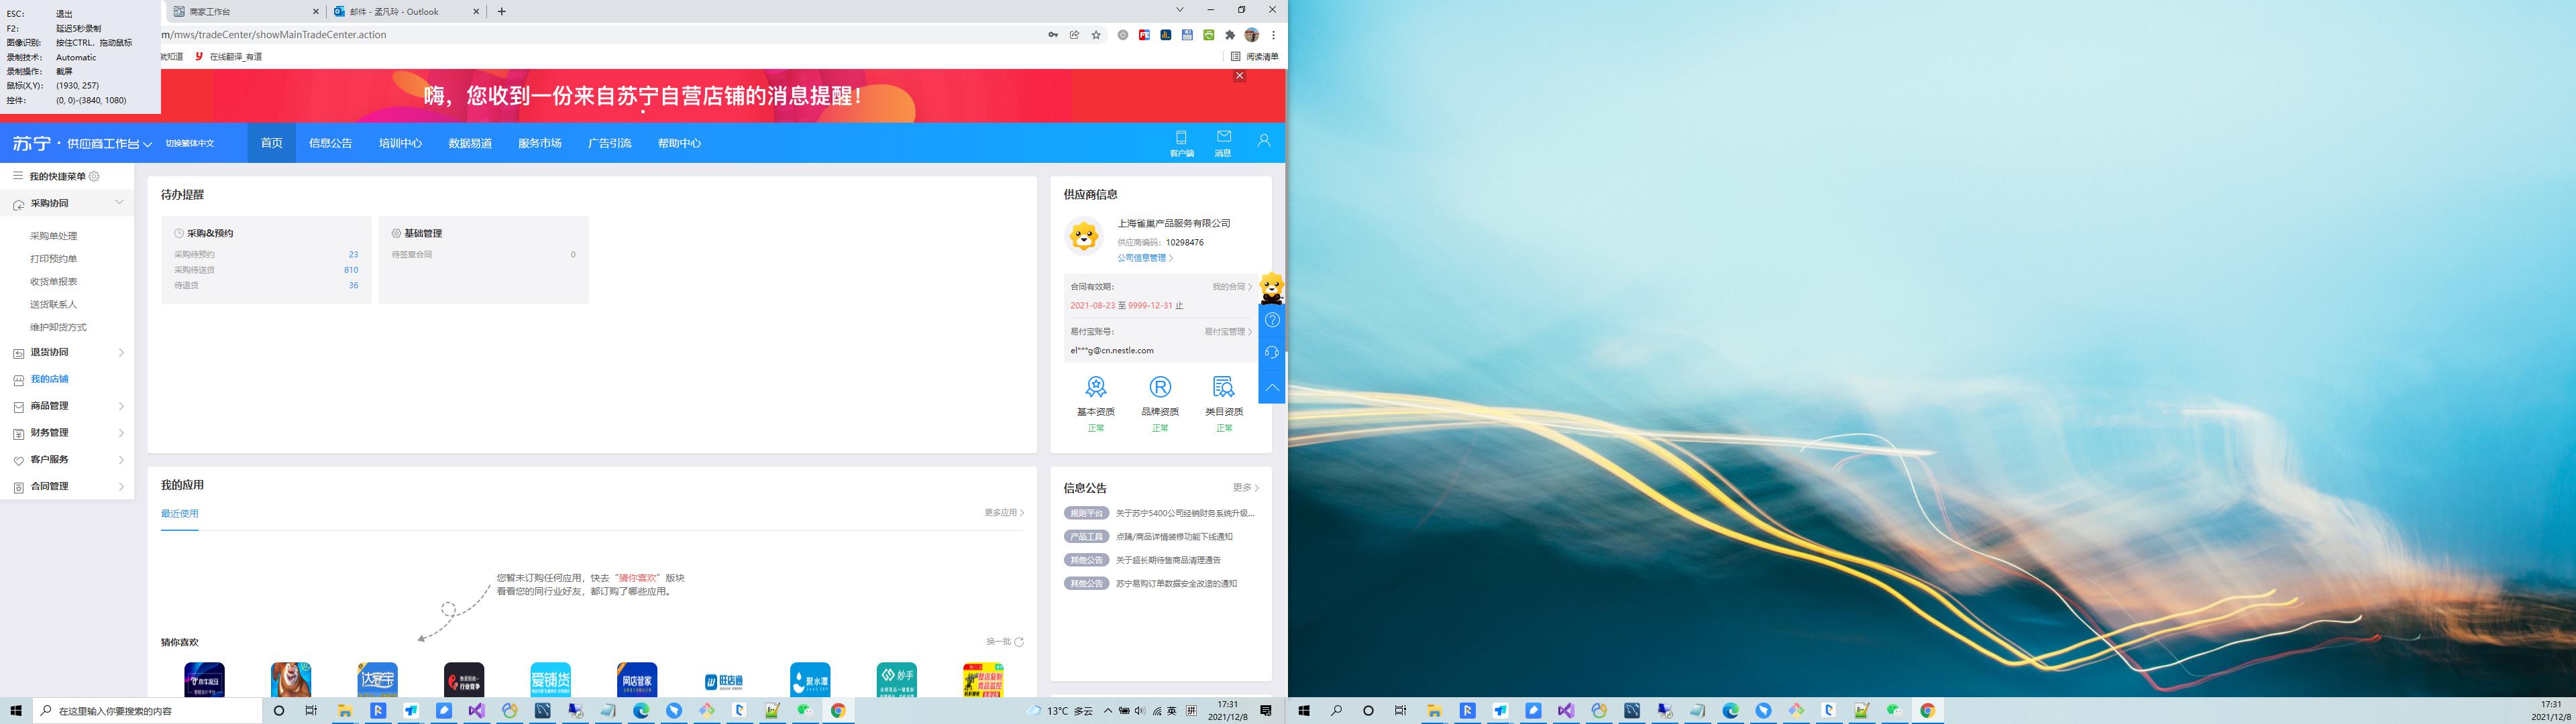 ESC: 退出
F2: 延迟5秒录制
图像识别: 按住CTRL，拖动鼠标
录制技术: Automatic
录制操作: 截屏
鼠标(X,Y): (1930, 257)
控件: (0, 0)-(3840, 1080)
商家工作台
邮件 - 孟凡玲 - Outlook
m/mws/tradeCenter/showMainTradeCenter.action
就知道 在线翻译_有道
阅读清单
嗨，您收到一份来自苏宁自营店铺的消息提醒！
苏宁 · 供应商工作台 切换繁体中文 首页 信息公告 培训中心 数据易道 服务市场 广告引流 帮助中心 客户端 消息
我的快捷菜单
采购协同
采购单处理
打印预约单
收货单报表
送货联系人
维护卸货方式
退货协同
我的店铺
商品管理
财务管理
客户服务
合同管理
待办提醒
采购&预约
采购待预约 23
采购待送货 810
待退货 36
基础管理
待签章合同 0
供应商信息
上海雀巢产品服务有限公司
供应商编码：10298476
公司信息管理
合同有效期： 我的合同
2021-08-23 至 9999-12-31 止
易付宝账号： 易付宝管理
el***g@cn.nestle.com
基本资质 品牌资质 类目资质
正常 正常 正常
我的应用
最近使用 更多应用
您暂未订购任何应用，快去“猜你喜欢”版块
看看您的同行业好友，都订购了哪些应用。
猜你喜欢 换一批
达客宝 爱铺货 网店管家 旺店通 聚水潭 妙手
信息公告 更多
规则平台 关于苏宁5400公司经销财务系统升级...
产品工具 点睛/商品详情装修功能下线通知
其他公告 关于超长期待售商品清理通告
其他公告 苏宁易购订单数据安全改造的通知
在这里输入你要搜索的内容
13°C 多云 英 拼
17:31
2021/12/8
17:31
2021/12/8